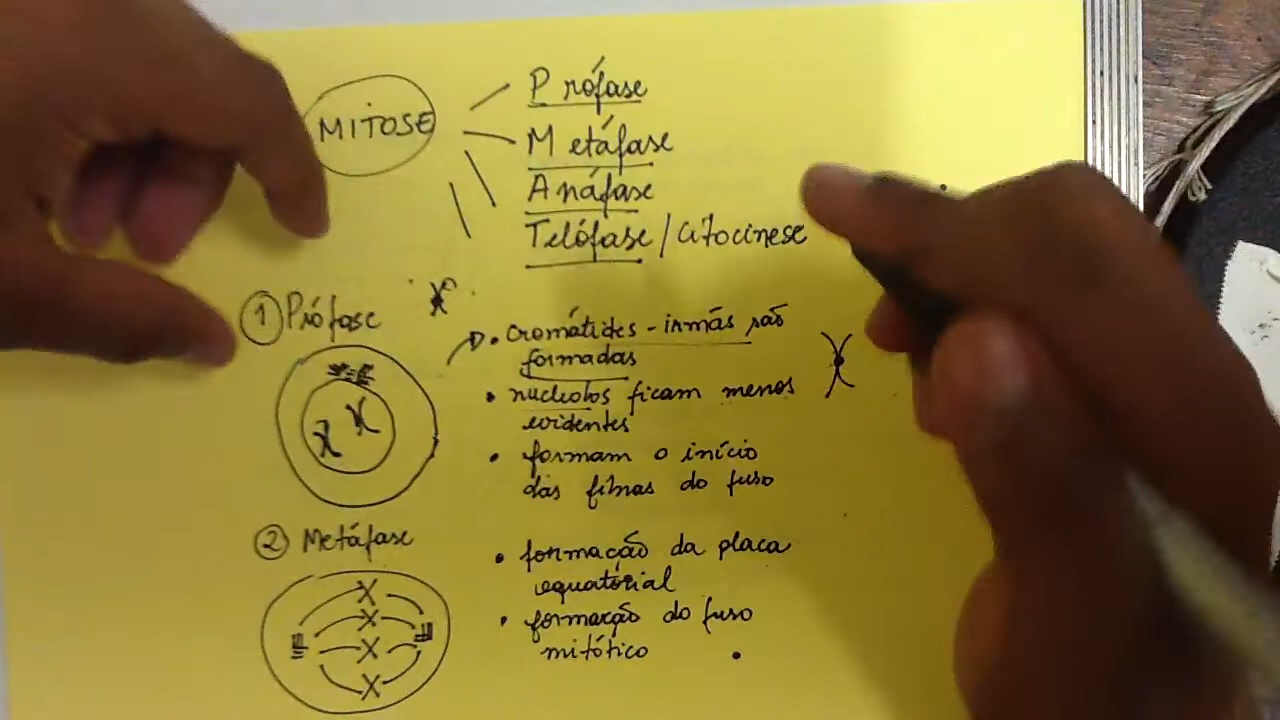 MITOSE
Prófase
Metáfase
Anáfase
Telófase / Citocinese
1 Prófase
• Cromátides-irmãs são
formadas
• nucleolos ficam menos
evidentes
• formam o início
das fibras do fuso
2 Metáfase
• formação da placa
equatorial
• formação do fuso
mitótico